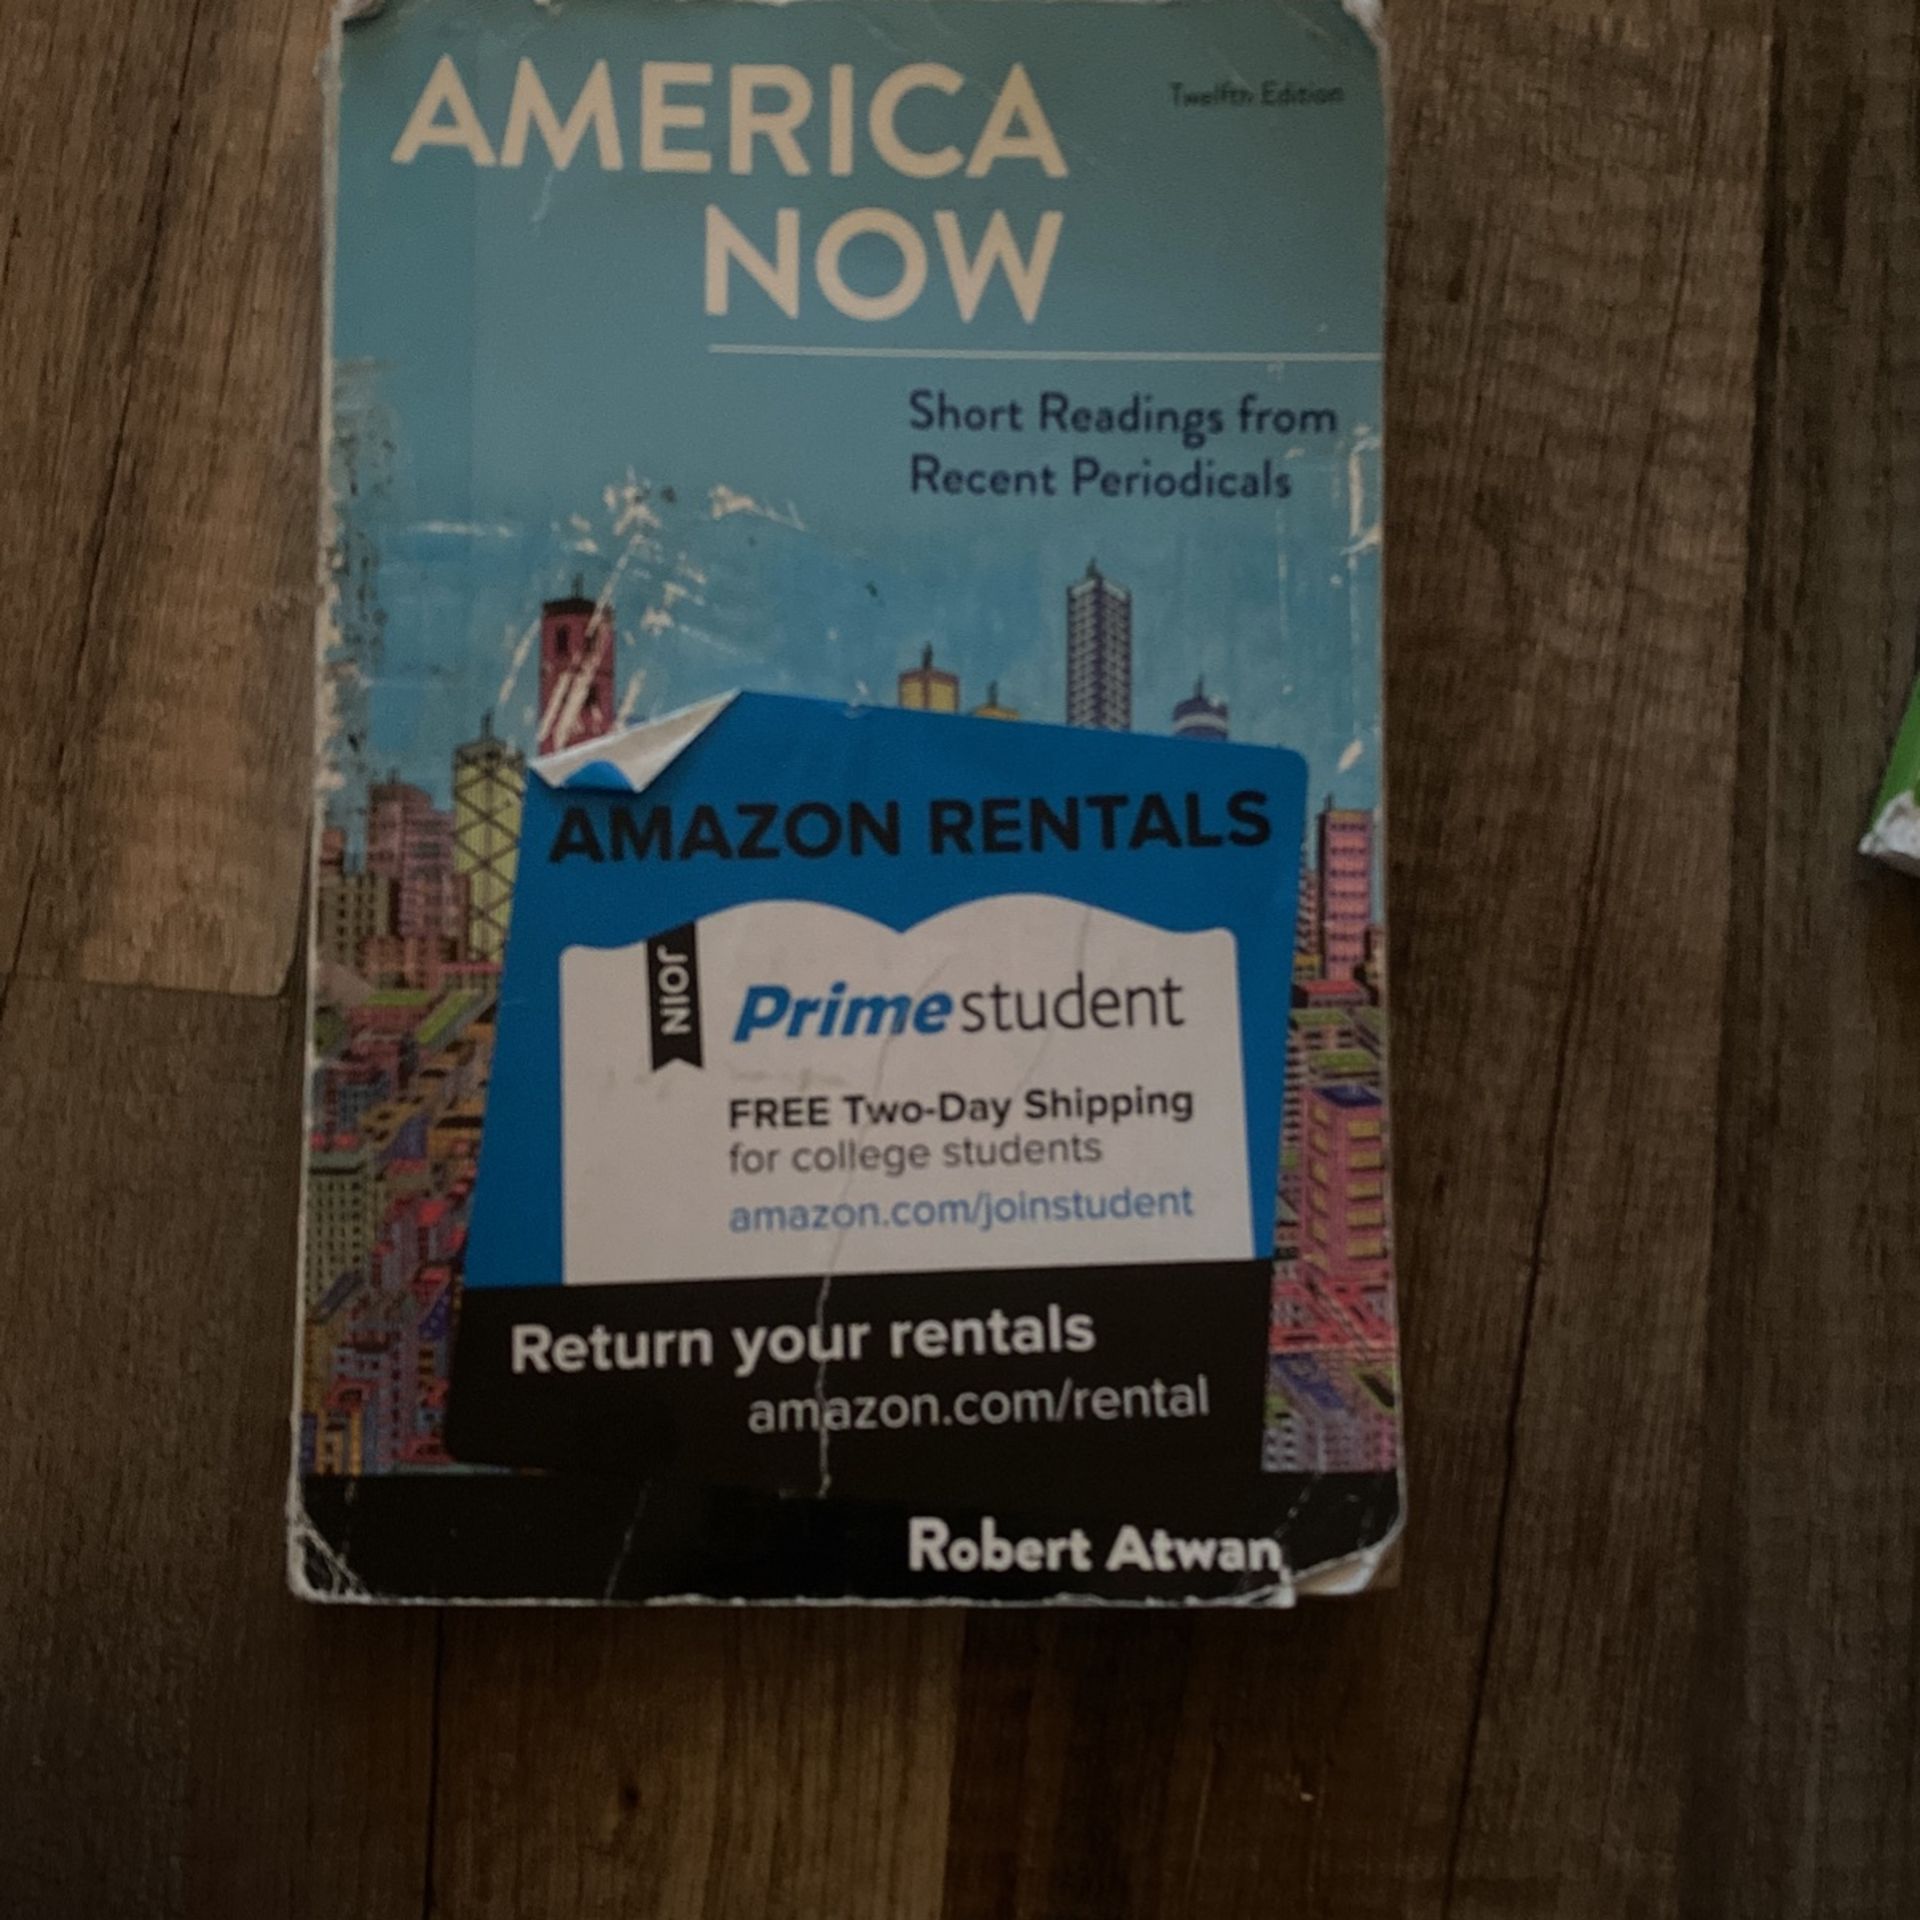 AMERICA
Twelfth Edition
NOW
Short Readings from
Recent Periodicals
AMAZON RENTALS
JOIN
Prime student
FREE Two-Day Shipping
for college students
amazon.com/joinstudent
Return your rentals
amazon.com/rental
Robert Atwan